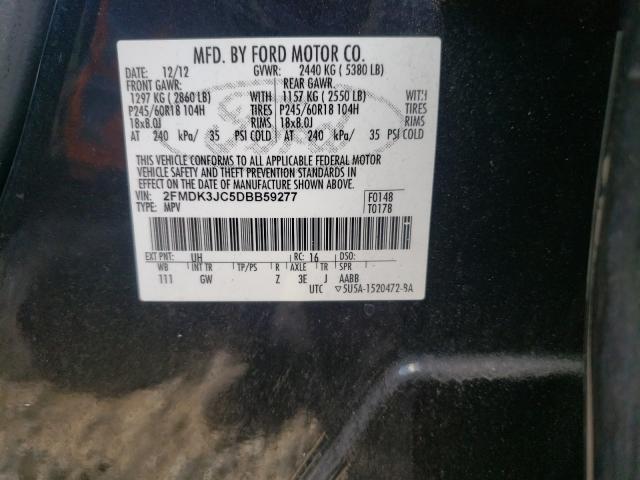 MFD. BY FORD MOTOR CO.
DATE: 12/12 GVWR: 2440 KG ( 5380 LB)
FRONT GAWR: REAR GAWR:
1297 KG ( 2860 LB) WITH 1157 KG ( 2550 LB) WITH
P245/60R18 104H TIRES P245/60R18 104H TIRES
18x8.0J RIMS 18x8.0J RIMS
AT 240 kPa/ 35 PSI COLD AT 240 kPa/ 35 PSI COLD
THIS VEHICLE CONFORMS TO ALL APPLICABLE FEDERAL MOTOR
VEHICLE SAFETY AND THEFT PREVENTION STANDARDS IN
EFFECT ON THE DATE OF MANUFACTURE SHOWN ABOVE.
VIN: 2FMDK3JC5DBB59277 F0148
TYPE: MPV T0178
EXT PNT: UH RC: 16 DSO:
WB INT TR TP/PS R AXLE TR SPR
111 GW Z 3E J AABB
UTC ▽5U5A-1520472-BA